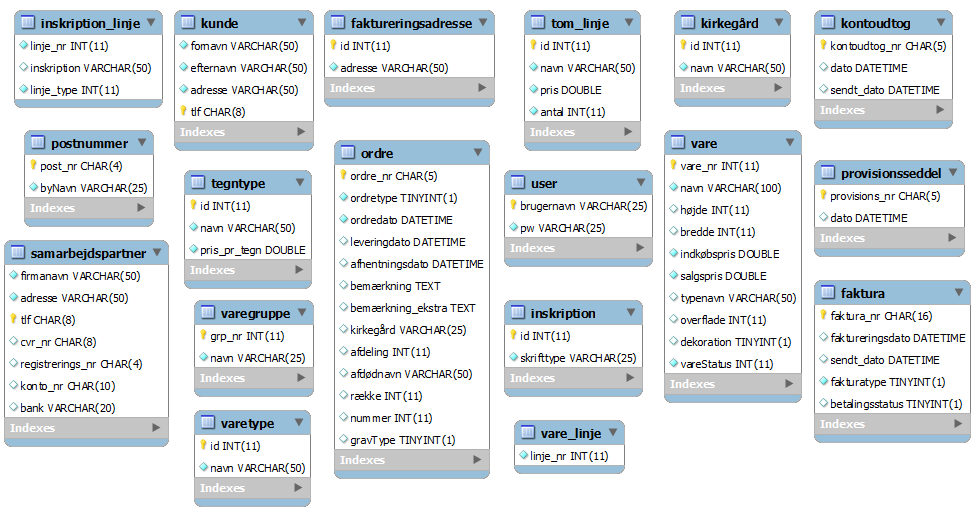 inskription_linje
linje_nr INT(11)
inskription VARCHAR(50)
linje_type INT(11)
kunde
fornavn VARCHAR(50)
efternavn VARCHAR(50)
adresse VARCHAR(50)
tlf CHAR(8)
Indexes
faktureringsadresse
id INT(11)
adresse VARCHAR(50)
Indexes
tom_linje
id INT(11)
navn VARCHAR(50)
pris DOUBLE
antal INT(11)
Indexes
kirkegård
id INT(11)
navn VARCHAR(50)
Indexes
kontoudtog
kontoudtog_nr CHAR(5)
dato DATETIME
sendt_dato DATETIME
Indexes
postnummer
post_nr CHAR(4)
byNavn VARCHAR(25)
Indexes
tegntype
id INT(11)
navn VARCHAR(50)
pris_pr_tegn DOUBLE
Indexes
ordre
ordre_nr CHAR(5)
ordretype TINYINT(1)
ordredato DATETIME
leveringdato DATETIME
afhentningsdato DATETIME
bemærkning TEXT
bemærkning_ekstra TEXT
kirkegård VARCHAR(25)
afdeling INT(11)
afdødnavn VARCHAR(50)
række INT(11)
nummer INT(11)
gravType TINYINT(1)
Indexes
user
brugernavn VARCHAR(25)
pw VARCHAR(25)
Indexes
vare
vare_nr INT(11)
navn VARCHAR(100)
højde INT(11)
bredde INT(11)
indkøbspris DOUBLE
salgspris DOUBLE
typenavn VARCHAR(50)
overflade INT(11)
dekoration TINYINT(1)
vareStatus INT(11)
Indexes
provisionsseddel
provisions_nr CHAR(5)
dato DATETIME
Indexes
samarbejdspartner
firmanavn VARCHAR(50)
adresse VARCHAR(50)
tlf CHAR(8)
cvr_nr CHAR(8)
registrerings_nr CHAR(4)
konto_nr CHAR(10)
bank VARCHAR(20)
Indexes
varegruppe
grp_nr INT(11)
navn VARCHAR(25)
Indexes
inskription
id INT(11)
skrifttype VARCHAR(25)
Indexes
faktura
faktura_nr CHAR(16)
faktureringsdato DATETIME
sendt_dato DATETIME
fakturatype TINYINT(1)
betalingsstatus TINYINT(1)
Indexes
varetype
id INT(11)
navn VARCHAR(50)
Indexes
vare_linje
linje_nr INT(11)